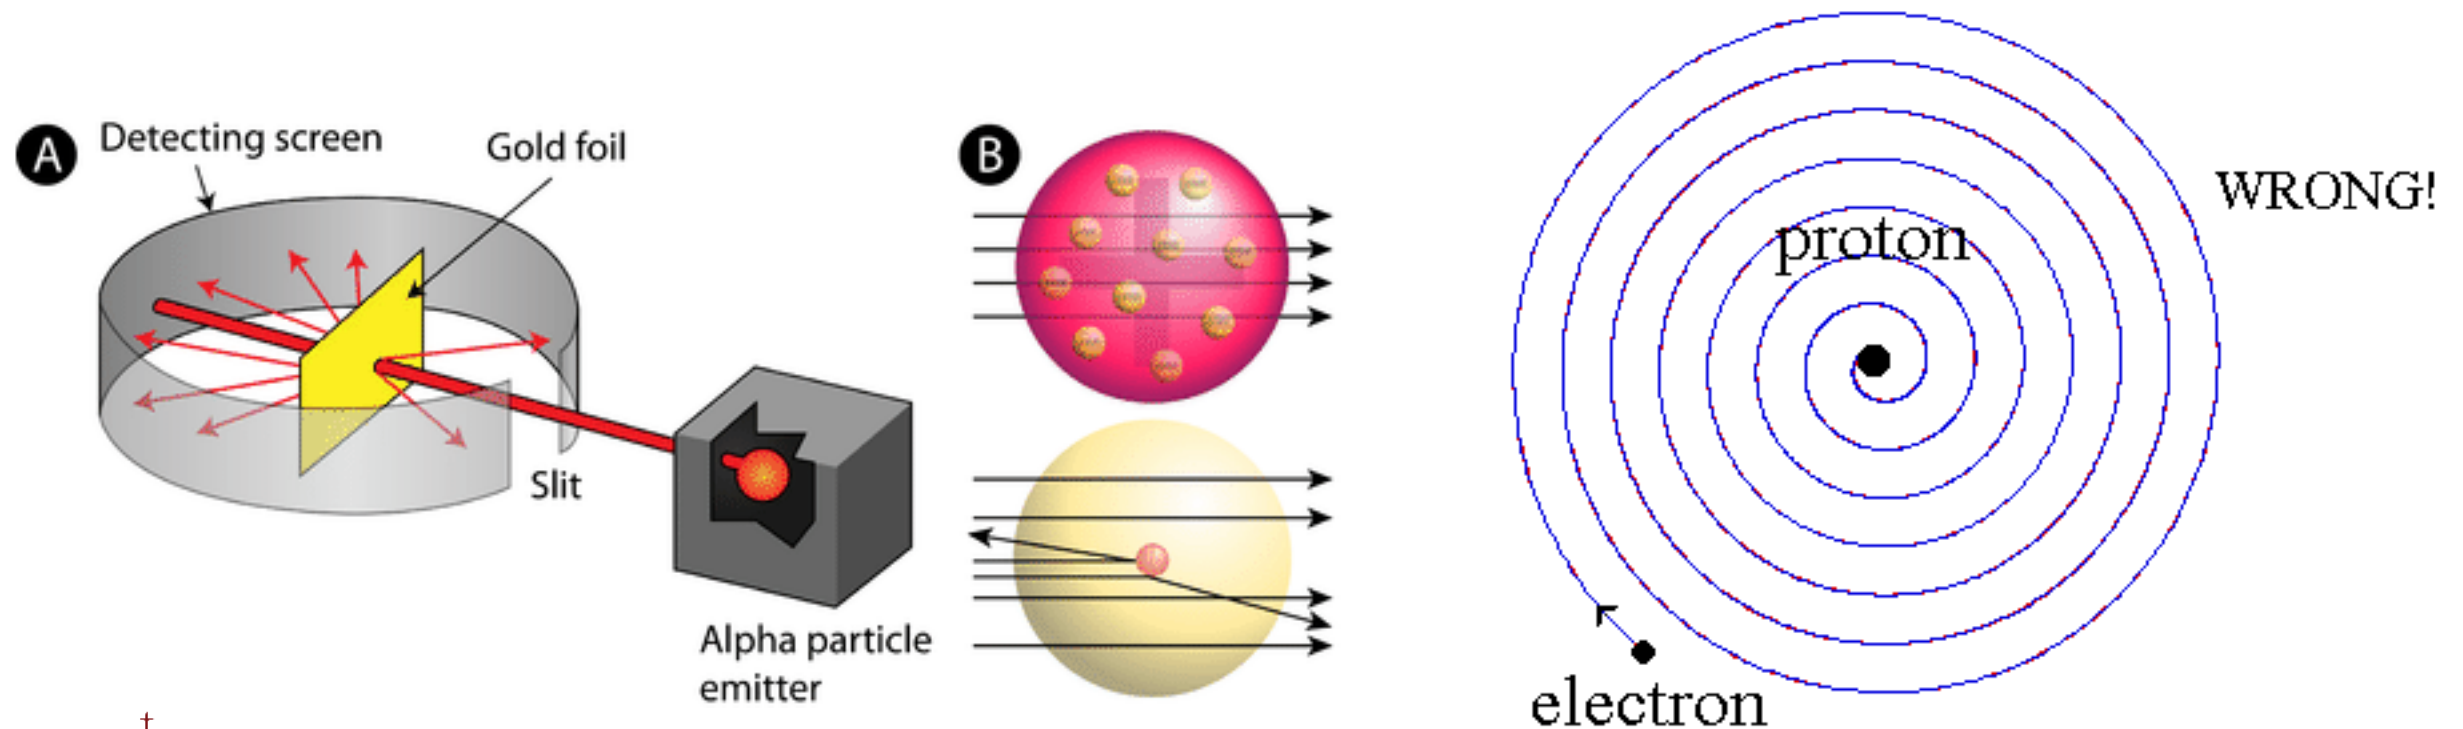 A
Detecting screen
Gold foil
Slit
Alpha particle
emitter
B
proton
WRONG!
electron